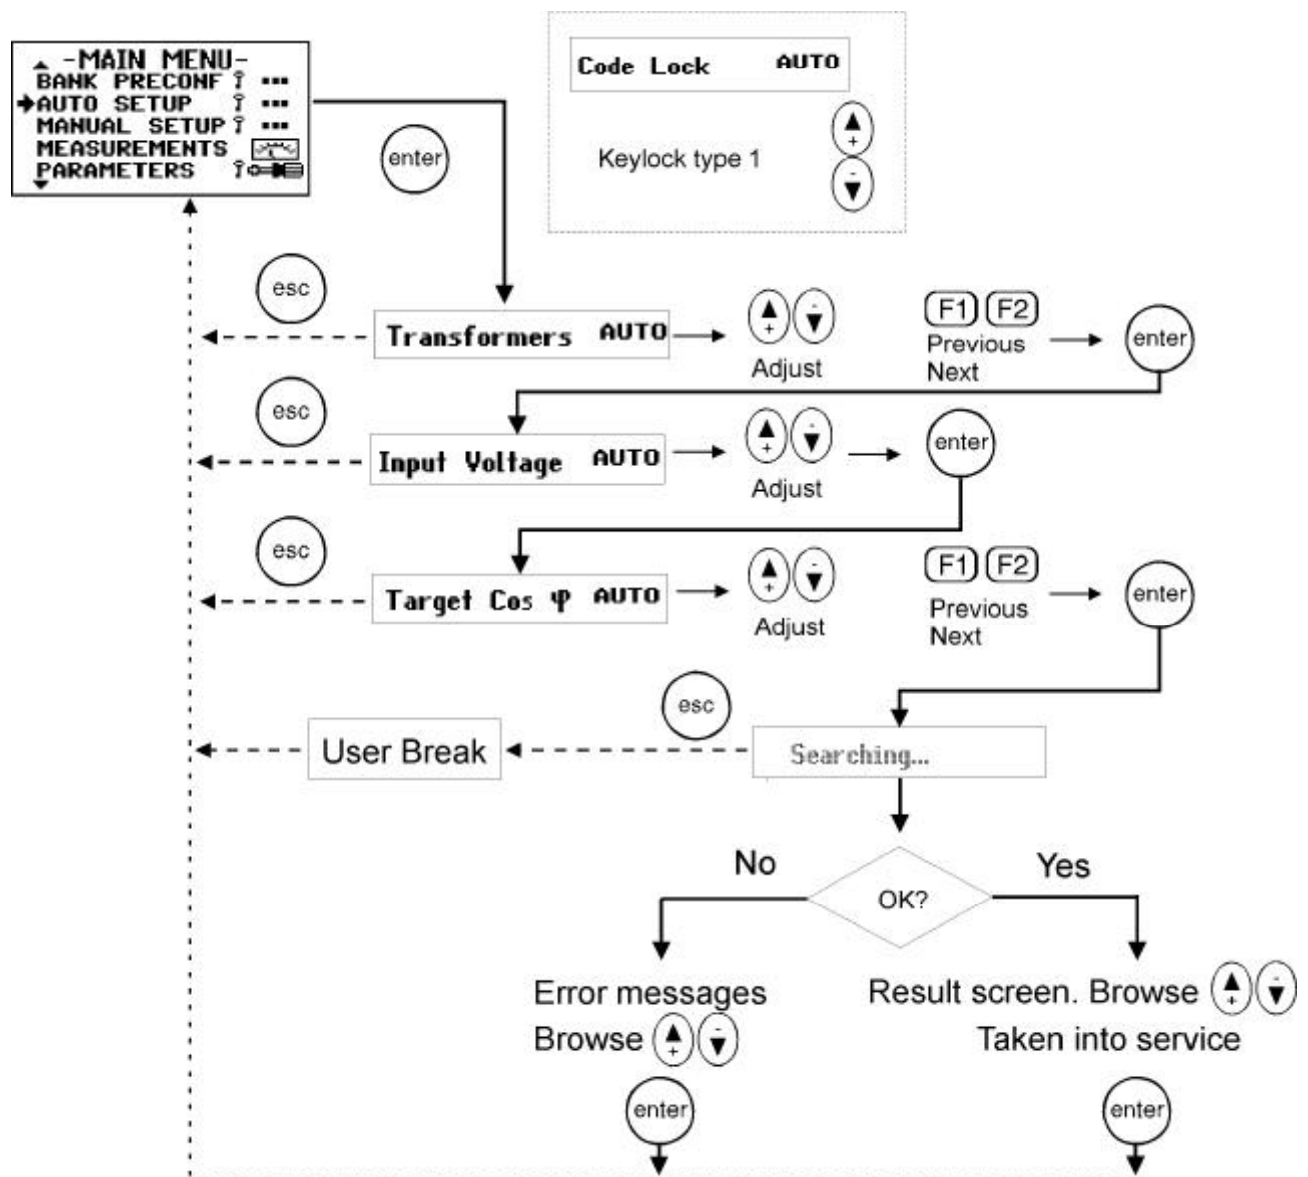 -MAIN MENU-
BANK PRECONF
AUTO SETUP
MANUAL SETUP
MEASUREMENTS
PARAMETERS
enter
Code Lock AUTO
Keylock type 1
+
-
esc
Transformers AUTO
+ -
Adjust
F1 F2
Previous
Next
enter
esc
Input Voltage AUTO
+ -
Adjust
enter
esc
Target Cos φ AUTO
+ -
Adjust
F1 F2
Previous
Next
enter
esc
User Break
Searching...
No
OK?
Yes
Error messages
Browse + -
enter
Result screen. Browse + -
Taken into service
enter